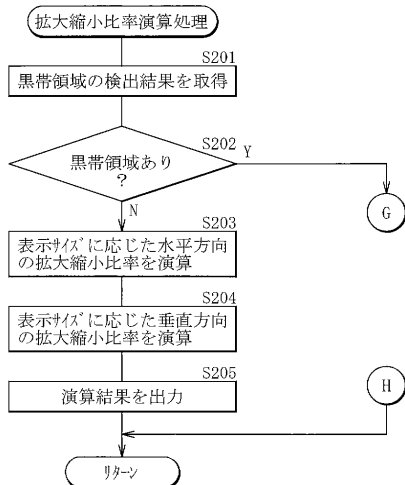 拡大縮小比率演算処理
S201
黒帯領域の検出結果を取得
S202
黒帯領域あり
?
Y
N
G
S203
表示サイズに応じた水平方向
の拡大縮小比率を演算
S204
表示サイズに応じた垂直方向
の拡大縮小比率を演算
S205
演算結果を出力
H
リターン